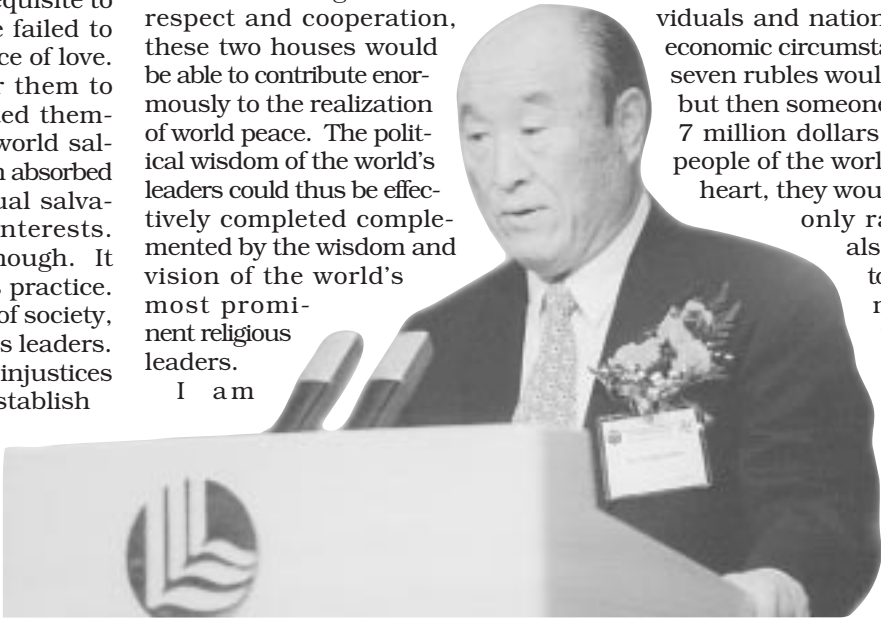 equisite to
e failed to
ce of love.
r them to
ed them-
world sal-
n absorbed
ual salva-
nterests.
nough. It
s practice.
of society,
s leaders.
injustices
stablish
respect and cooperation,
these two houses would
be able to contribute enor-
mously to the realization
of world peace. The polit-
ical wisdom of the world's
leaders could thus be effec-
tively completed comple-
mented by the wisdom and
vision of the world's
most promi-
nent religious
leaders.
I am
viduals and nation
economic circumsta
seven rubles woul
but then someone
7 million dollars
people of the worl
heart, they wou
only ra
als
to